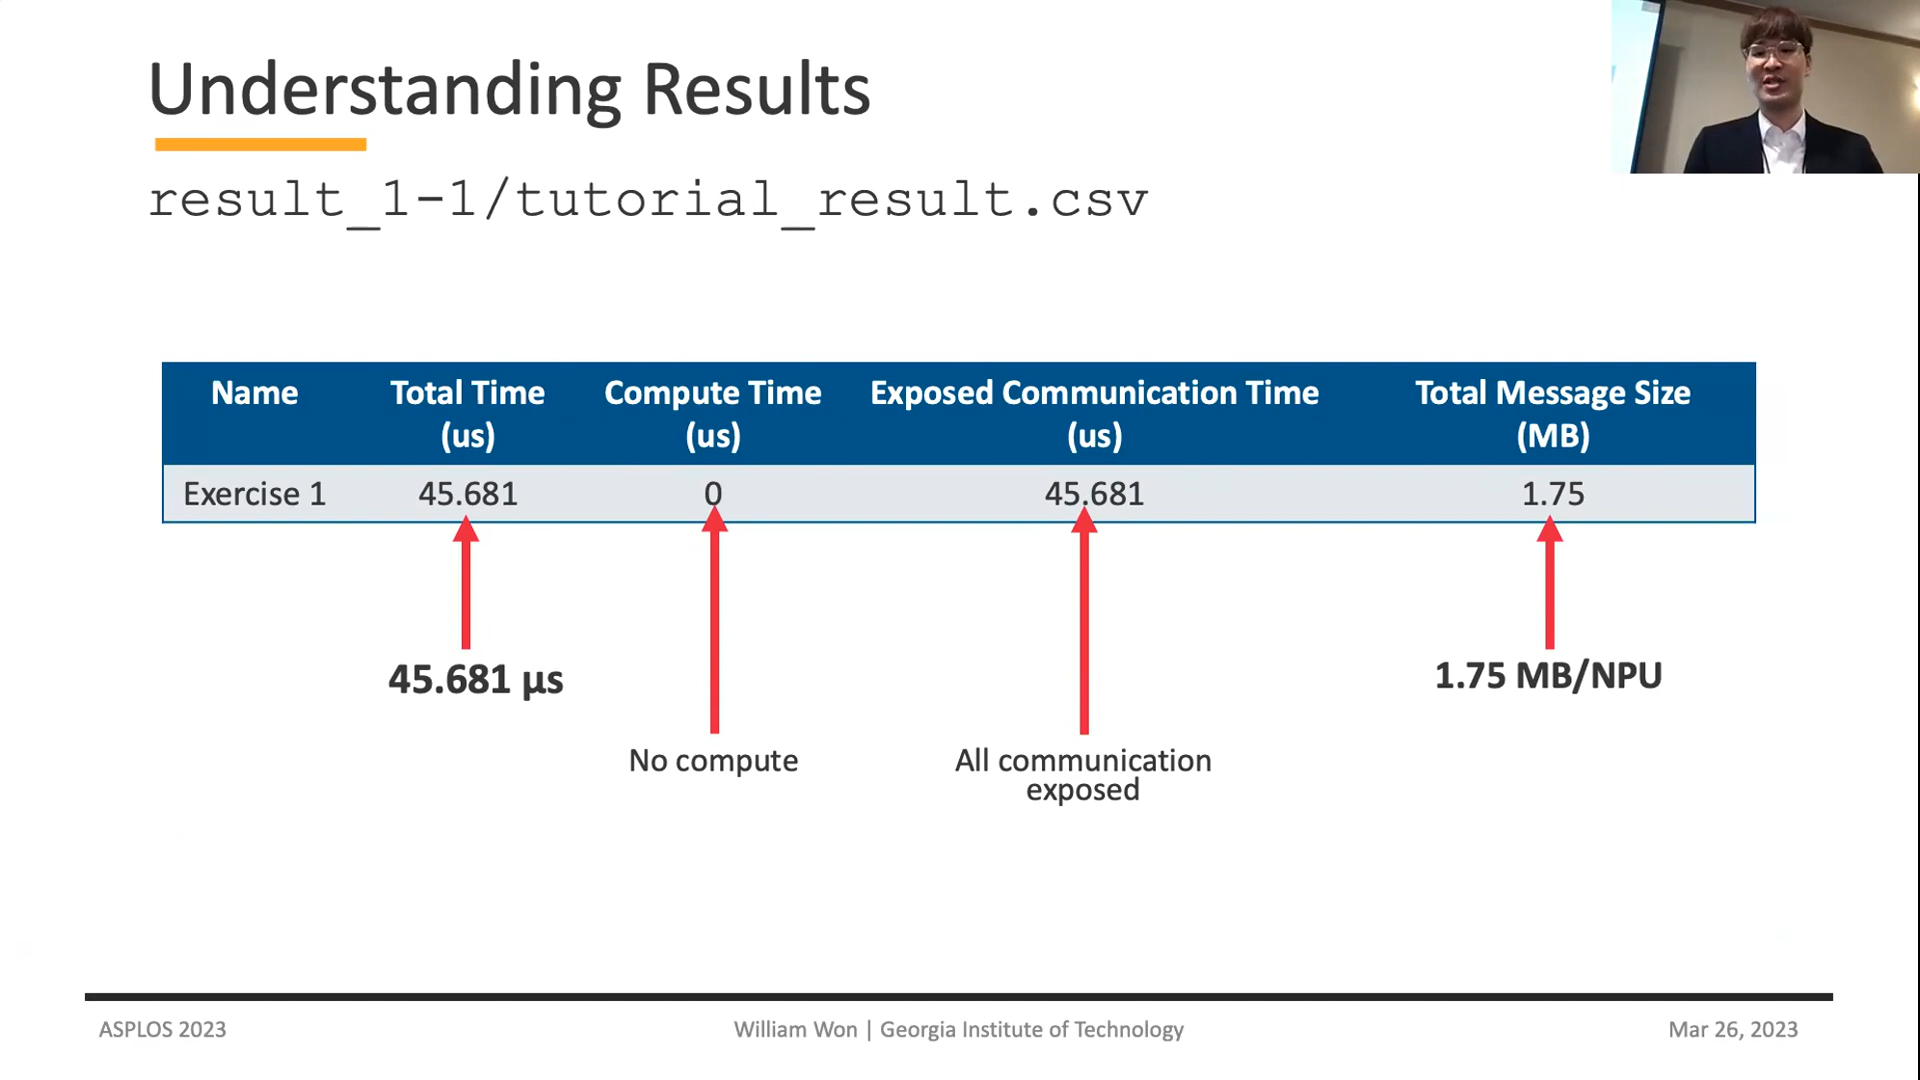 Understanding Results
result_1-1/tutorial_result.csv
Name Total Time (us) Compute Time (us) Exposed Communication Time (us) Total Message Size (MB)
Exercise 1 45.681 0 45.681 1.75
45.681 µs
1.75 MB/NPU
No compute
All communication
exposed
ASPLOS 2023
William Won | Georgia Institute of Technology
Mar 26, 2023